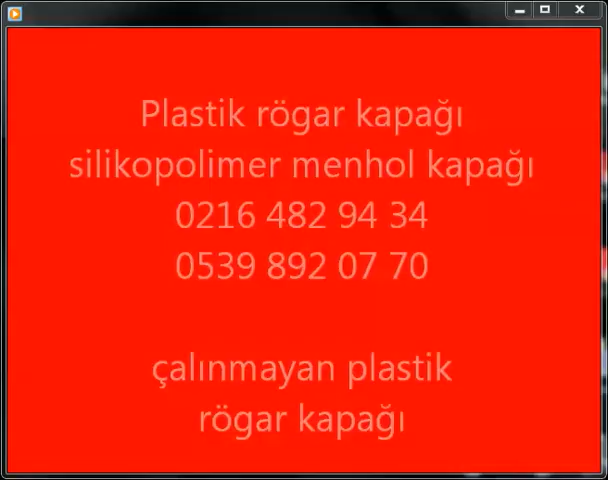 Plastik rögar kapağı
silikopolimer menhol kapağı
0216 482 94 34
0539 892 07 70
çalınmayan plastik
rögar kapağı